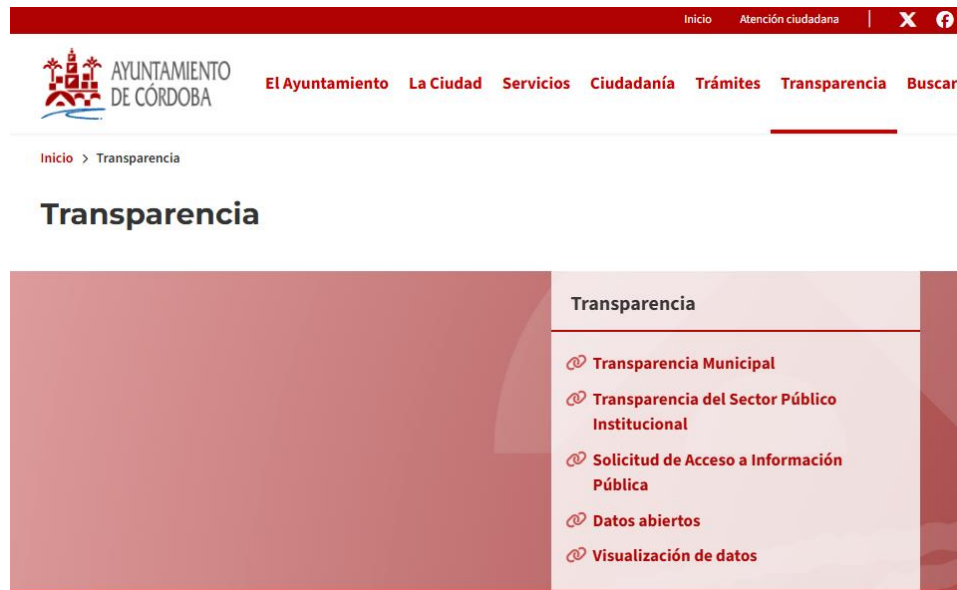 Inicio Atención ciudadana
AYUNTAMIENTO
DE CÓRDOBA
El Ayuntamiento La Ciudad Servicios Ciudadanía Trámites Transparencia Buscar
Inicio > Transparencia
Transparencia
Transparencia
Transparencia Municipal
Transparencia del Sector Público
Institucional
Solicitud de Acceso a Información
Pública
Datos abiertos
Visualización de datos